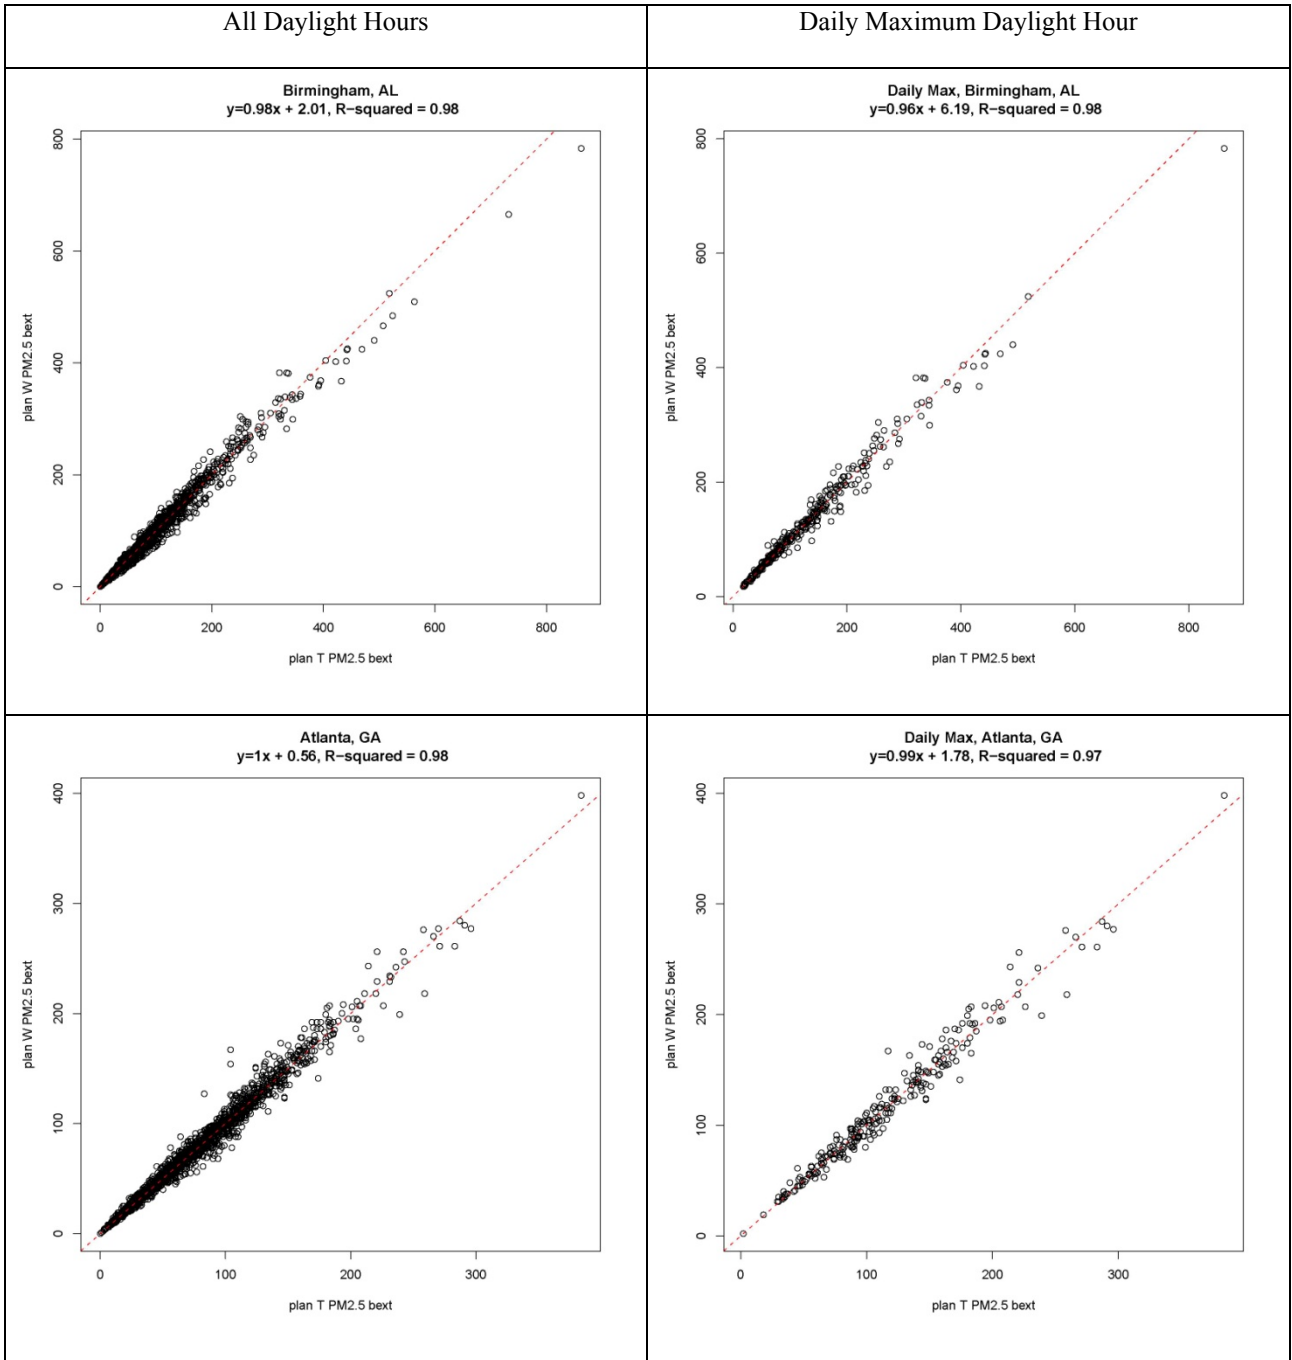 All Daylight Hours
Daily Maximum Daylight Hour
Birmingham, AL
y=0.98x + 2.01, R−squared = 0.98
800
600
400
200
0
plan W PM2.5 bext
0 200 400 600 800
plan T PM2.5 bext
Daily Max, Birmingham, AL
y=0.96x + 6.19, R−squared = 0.98
800
600
400
200
0
plan W PM2.5 bext
0 200 400 600 800
plan T PM2.5 bext
Atlanta, GA
y=1x + 0.56, R−squared = 0.98
400
300
200
100
0
plan W PM2.5 bext
0 100 200 300
plan T PM2.5 bext
Daily Max, Atlanta, GA
y=0.99x + 1.78, R−squared = 0.97
400
300
200
100
0
plan W PM2.5 bext
0 100 200 300
plan T PM2.5 bext